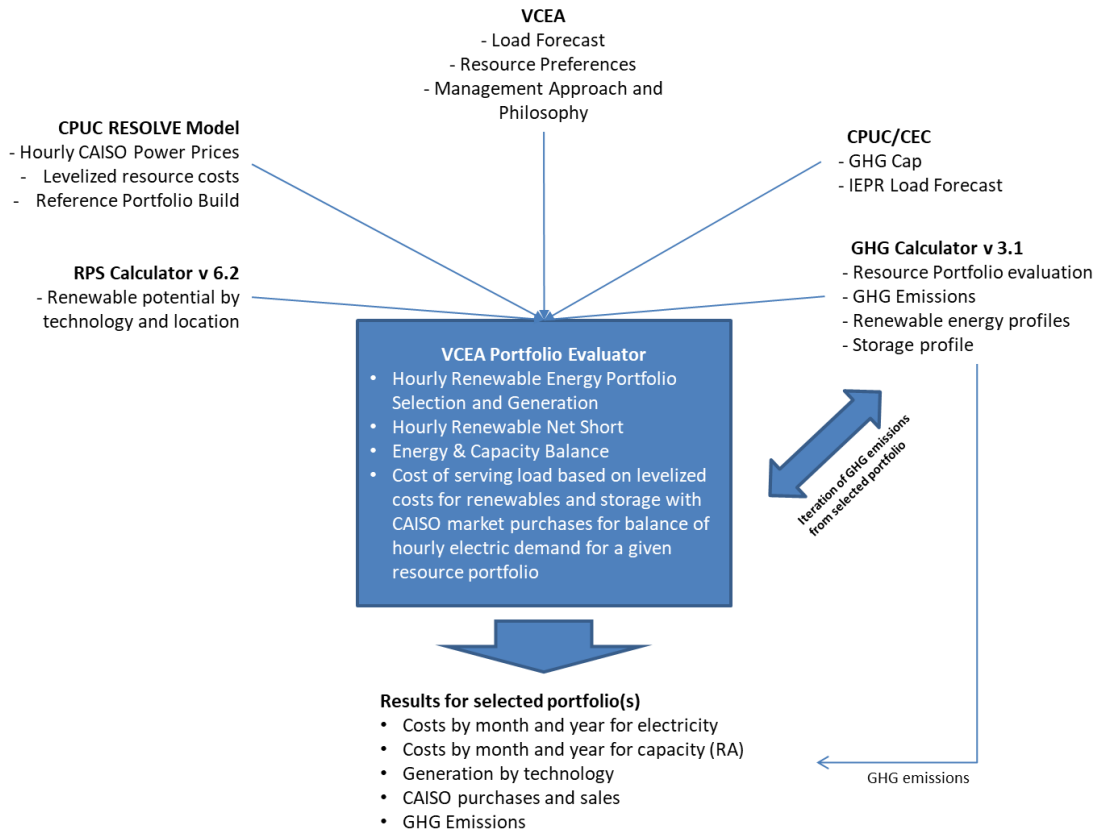 VCEA
- Load Forecast
- Resource Preferences
- Management Approach and
Philosophy
CPUC RESOLVE Model
- Hourly CAISO Power Prices
- Levelized resource costs
- Reference Portfolio Build
CPUC/CEC
- GHG Cap
- IEPR Load Forecast
RPS Calculator v 6.2
- Renewable potential by
technology and location
GHG Calculator v 3.1
- Resource Portfolio evaluation
- GHG Emissions
- Renewable energy profiles
- Storage profile
VCEA Portfolio Evaluator
• Hourly Renewable Energy Portfolio
Selection and Generation
• Hourly Renewable Net Short
• Energy & Capacity Balance
• Cost of serving load based on levelized
costs for renewables and storage with
CAISO market purchases for balance of
hourly electric demand for a given
resource portfolio
Iteration of GHG emissions
from selected portfolio
Results for selected portfolio(s)
• Costs by month and year for electricity
• Costs by month and year for capacity (RA)
• Generation by technology
• CAISO purchases and sales
• GHG Emissions
GHG emissions